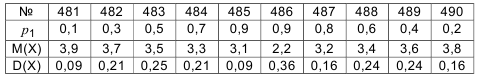 № 481 482 483 484 485 486 487 488 489 490
p1 0,1 0,3 0,5 0,7 0,9 0,9 0,8 0,6 0,4 0,2
M(X) 3,9 3,7 3,5 3,3 3,1 2,2 3,2 3,4 3,6 3,8
D(X) 0,09 0,21 0,25 0,21 0,09 0,36 0,16 0,24 0,24 0,16